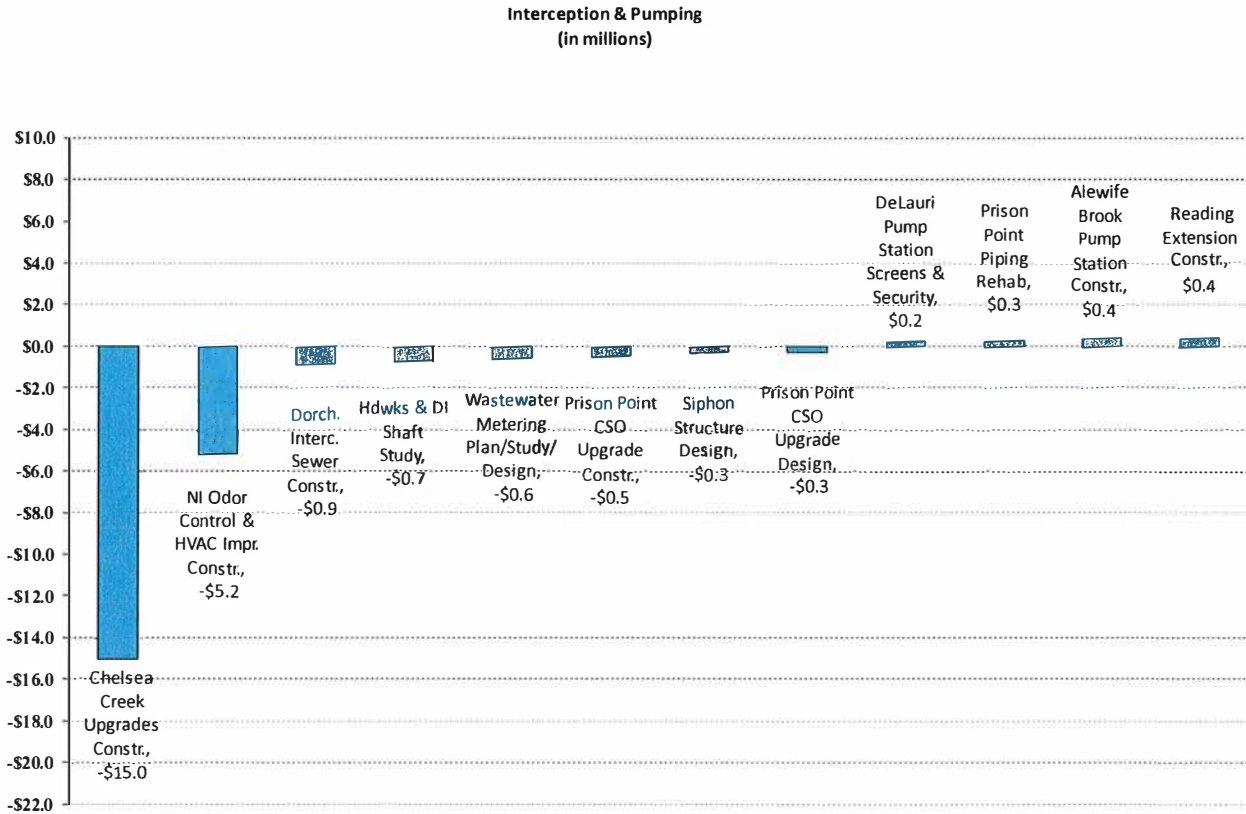 Interception & Pumping
(in millions)
$10.0
$8.0
$6.0
$4.0
$2.0
$0.0
-$2.0
-$4.0
-$6.0
-$8.0
-$10.0
-$12.0
-$14.0
-$16.0
-$18.0
-$20.0
-$22.0
Chelsea
Creek
Upgrades
Constr.,
-$15.0
NI Odor
Control &
HVAC Impr.
Constr.,
-$5.2
Dorch.
Interc.
Sewer
Constr.,
-$0.9
Hdwks & DI
Shaft
Study,
-$0.7
Wastewater
Metering
Plan/Study/
Design,
-$0.6
Prison Point
CSO
Upgrade
Constr.,
-$0.5
Siphon
Structure
Design,
-$0.3
Prison Point
CSO
Upgrade
Design,
-$0.3
DeLauri
Pump
Station
Screens &
Security,
$0.2
Prison
Point
Piping
Rehab,
$0.3
Alewife
Brook
Pump
Station
Constr.,
$0.4
Reading
Extension
Constr.,
$0.4